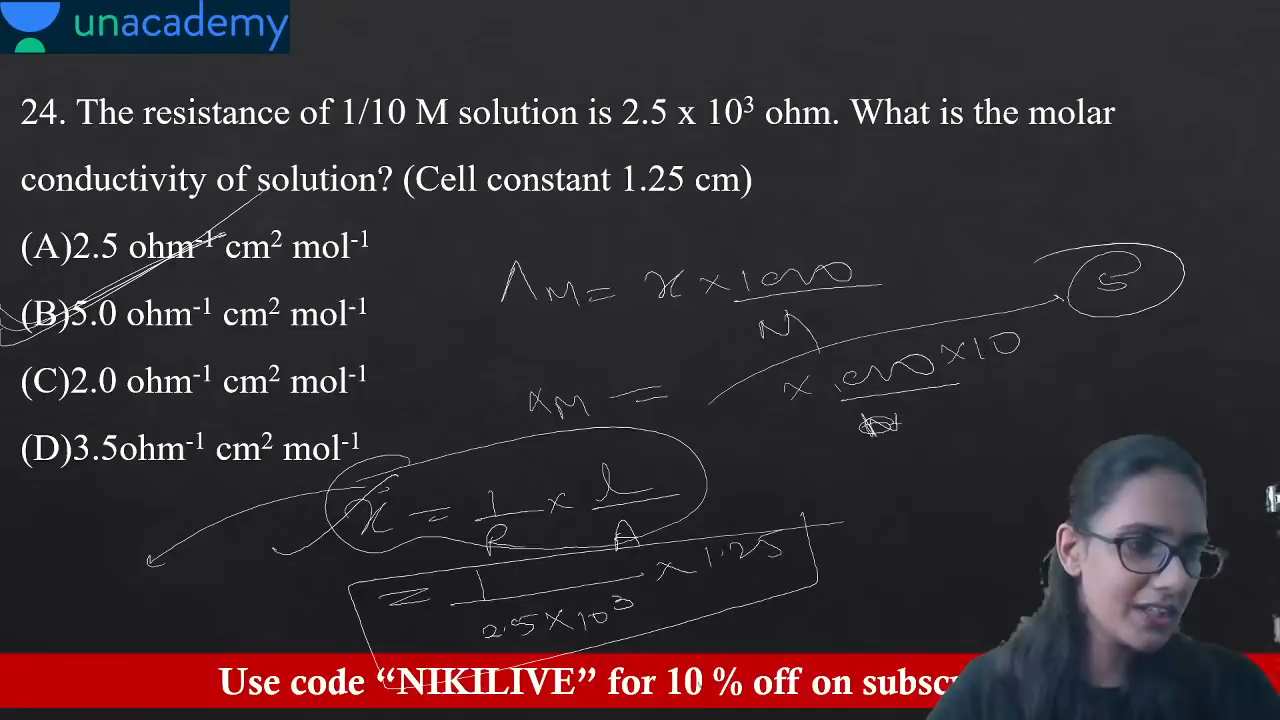 unacademy
24. The resistance of 1/10 M solution is 2.5 x 10³ ohm. What is the molar
conductivity of solution? (Cell constant 1.25 cm)
(A)2.5 ohm⁻¹ cm² mol⁻¹
(B)5.0 ohm⁻¹ cm² mol⁻¹
(C)2.0 ohm⁻¹ cm² mol⁻¹
(D)3.5ohm⁻¹ cm² mol⁻¹
Λ M = x × 1000
M
5
M =
× 1000 × 10
x = 1/R × l/A
= 1/2.5×10³ × 1.25
Use code “NIKILIVE” for 10 % off on